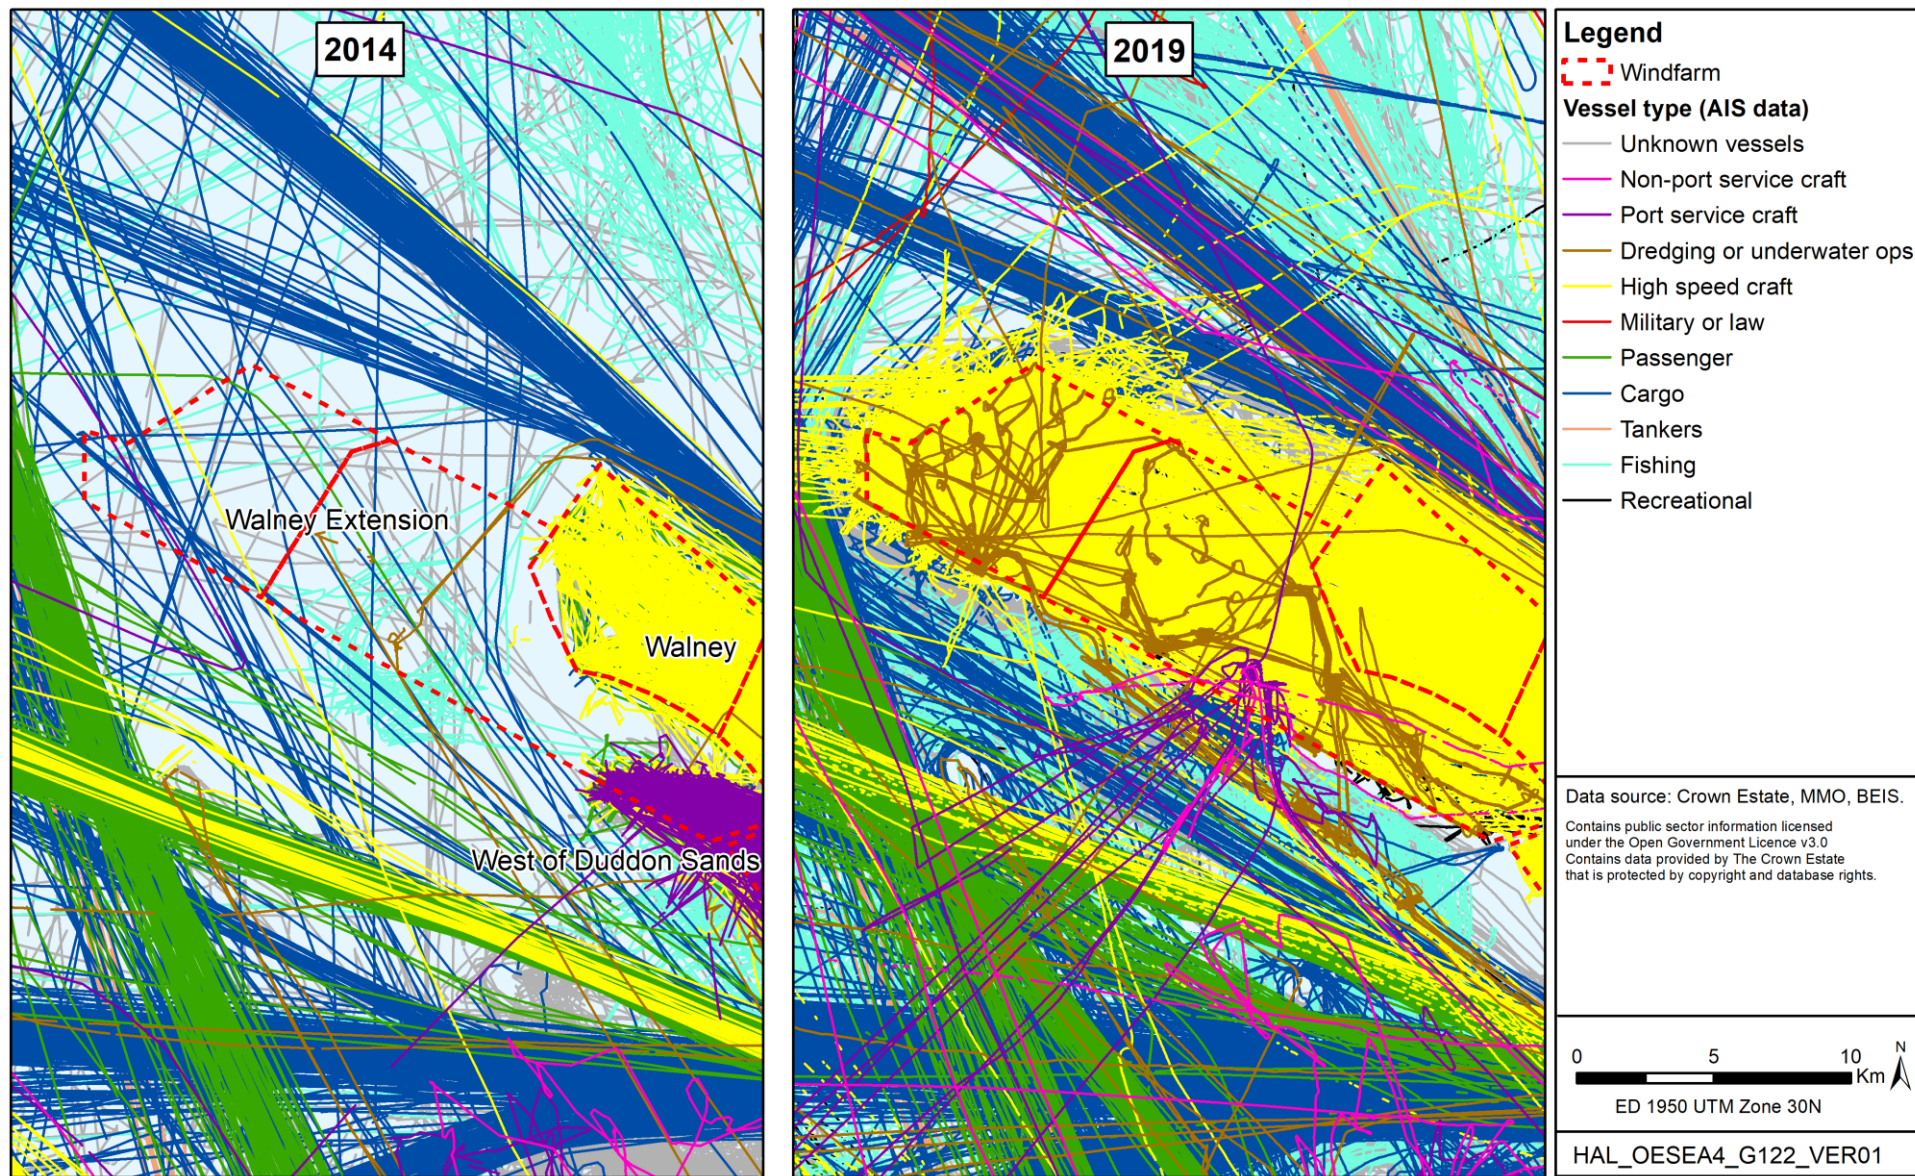 2014
2019
Walney Extension
Walney
West of Duddon Sands
Legend
Windfarm
Vessel type (AIS data)
Unknown vessels
Non-port service craft
Port service craft
Dredging or underwater ops
High speed craft
Military or law
Passenger
Cargo
Tankers
Fishing
Recreational
Data source: Crown Estate, MMO, BEIS.
Contains public sector information licensed
under the Open Government Licence v3.0
Contains data provided by The Crown Estate
that is protected by copyright and database rights.
0 5 10
Km
N
ED 1950 UTM Zone 30N
HAL_OESEA4_G122_VER01